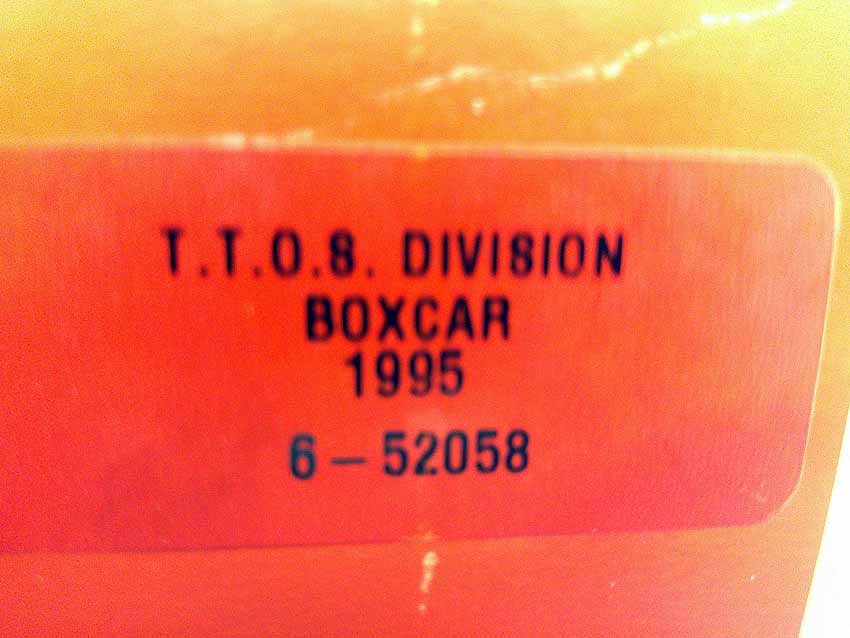 T.T.O.S. DIVISION
BOXCAR
1995
6-52058